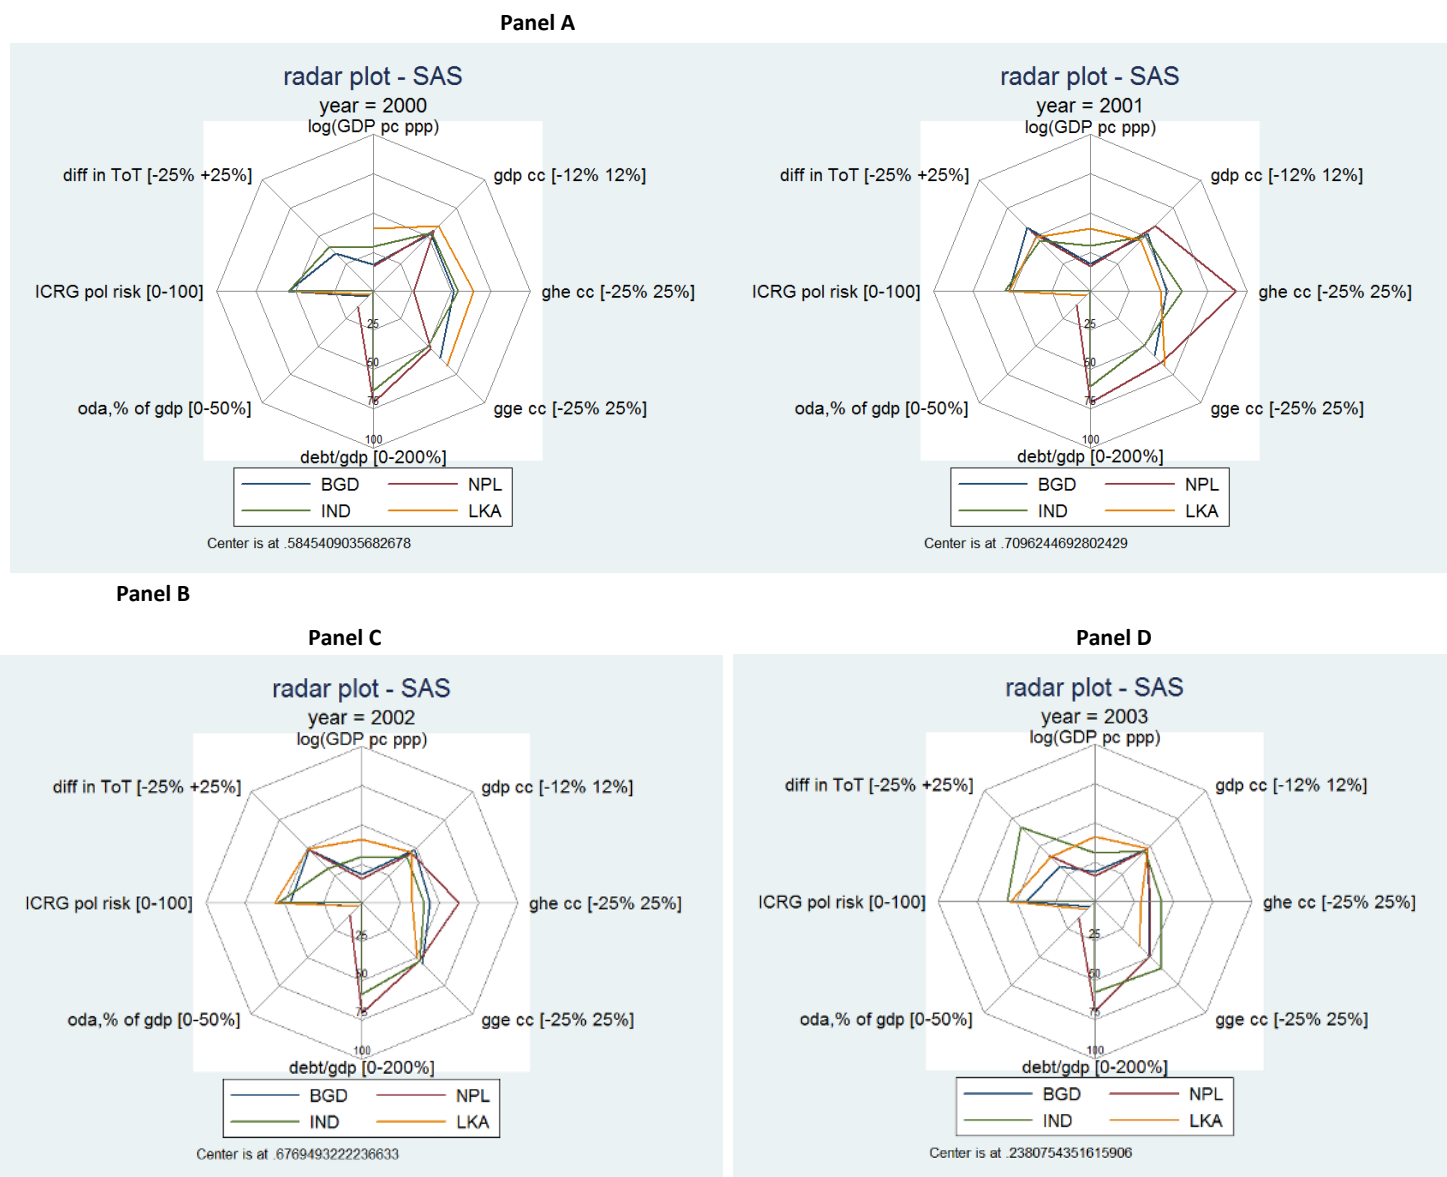 Panel A
radar plot - SAS
year = 2000
log(GDP pc ppp)
diff in ToT [-25% +25%]
gdp cc [-12% 12%]
ICRG pol risk [0-100]
ghe cc [-25% 25%]
25
50
75
oda,% of gdp [0-50%]
gge cc [-25% 25%]
100
debt/gdp [0-200%]
BGD
NPL
IND
LKA
Center is at .5845409035682678
radar plot - SAS
year = 2001
log(GDP pc ppp)
diff in ToT [-25% +25%]
gdp cc [-12% 12%]
ICRG pol risk [0-100]
ghe cc [-25% 25%]
25
50
75
oda,% of gdp [0-50%]
gge cc [-25% 25%]
100
debt/gdp [0-200%]
BGD
NPL
IND
LKA
Center is at .7096244692802429
Panel B
Panel C
radar plot - SAS
year = 2002
log(GDP pc ppp)
diff in ToT [-25% +25%]
gdp cc [-12% 12%]
ICRG pol risk [0-100]
ghe cc [-25% 25%]
25
50
75
oda,% of gdp [0-50%]
gge cc [-25% 25%]
100
debt/gdp [0-200%]
BGD
NPL
IND
LKA
Center is at .6769493222236633
Panel D
radar plot - SAS
year = 2003
log(GDP pc ppp)
diff in ToT [-25% +25%]
gdp cc [-12% 12%]
ICRG pol risk [0-100]
ghe cc [-25% 25%]
25
50
75
oda,% of gdp [0-50%]
gge cc [-25% 25%]
100
debt/gdp [0-200%]
BGD
NPL
IND
LKA
Center is at .2380754351615906